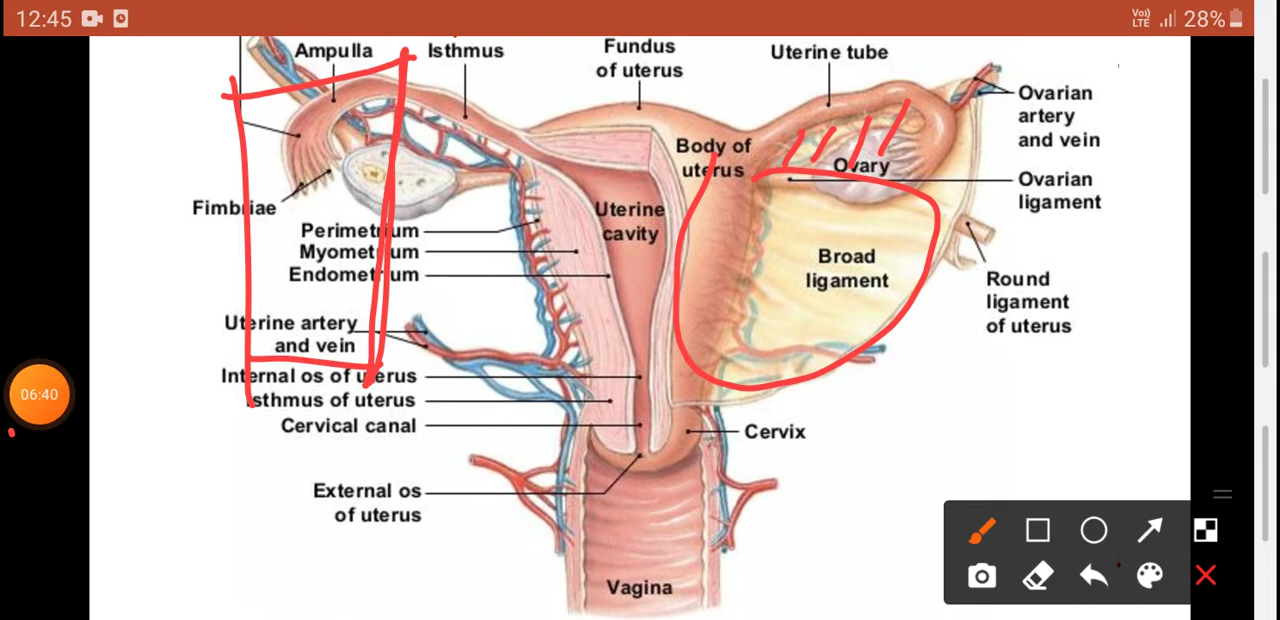 12:45
Vo))
LTE
28%
Ampulla
Isthmus
Fundus
of uterus
Uterine tube
Ovarian
artery
and vein
Body of
uterus
Ovary
Ovarian
ligament
Fimbriae
Uterine
cavity
Perimetrium
Myometrium
Endometrium
Broad
ligament
Round
ligament
of uterus
Uterine artery
and vein
Internal os of uterus
Isthmus of uterus
Cervical canal
Cervix
06:40
External os
of uterus
Vagina